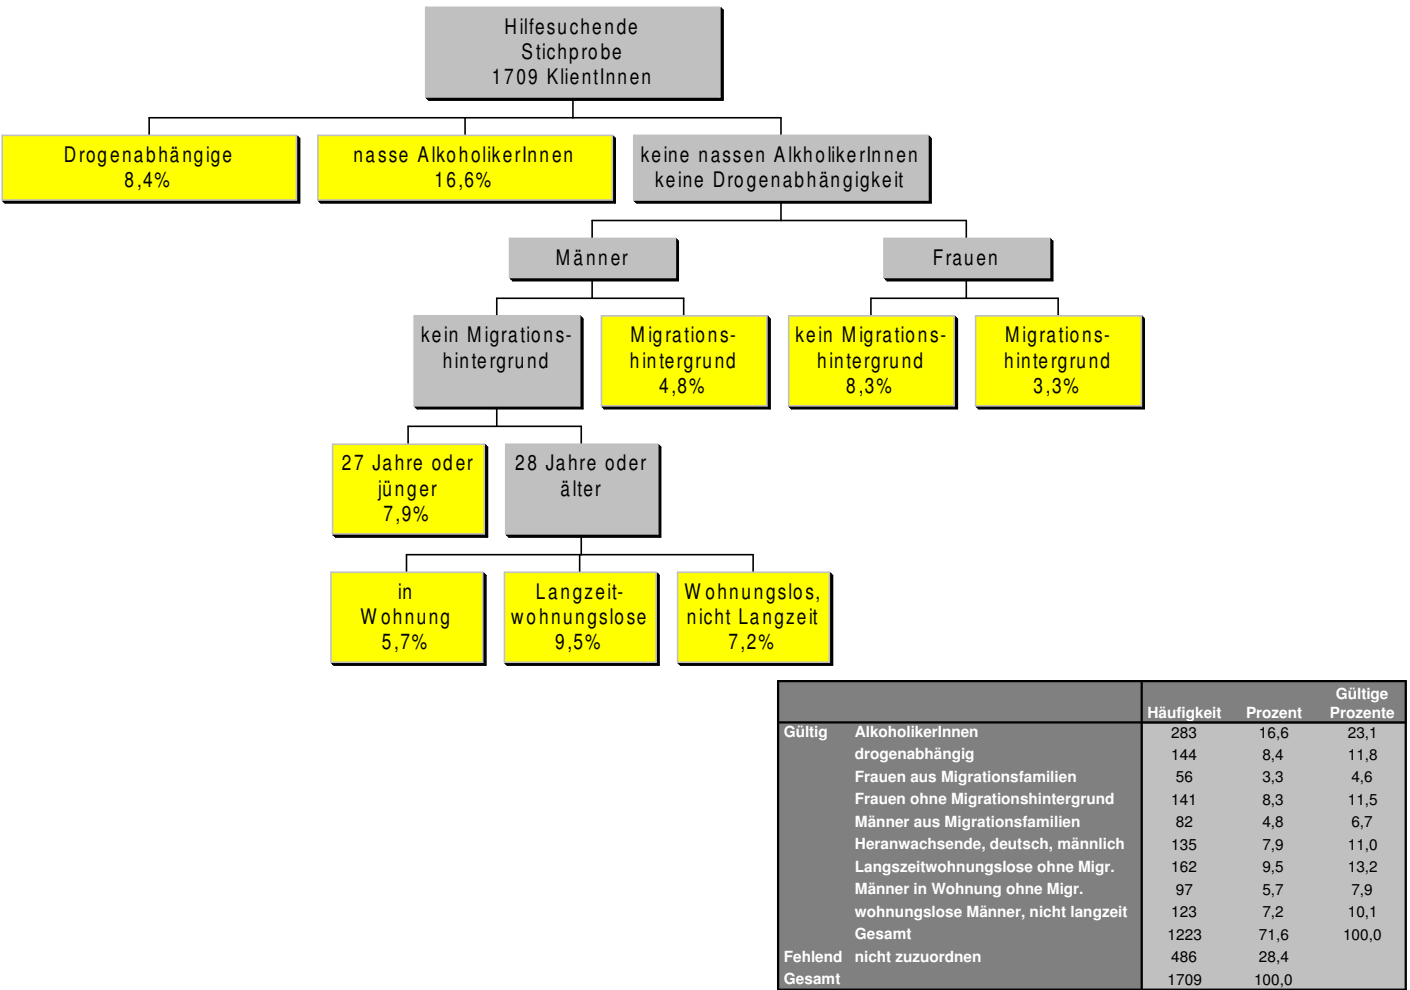 Hilfesuchende
Stichprobe
1709 KlientInnen
Drogenabhängige
8,4%
nasse AlkoholikerInnen
16,6%
keine nassen AlkholikerInnen
keine Drogenabhängigkeit
Männer
Frauen
kein Migrations-
hintergrund
Migrations-
hintergrund
4,8%
kein Migrations-
hintergrund
8,3%
Migrations-
hintergrund
3,3%
27 Jahre oder
jünger
7,9%
28 Jahre oder
älter
in
Wohnung
5,7%
Langzeit-
wohnungslose
9,5%
Wohnungslos,
nicht Langzeit
7,2%
Häufigkeit Prozent Gültige
Prozente
Gültig AlkoholikerInnen 283 16,6 23,1
drogenabhängig 144 8,4 11,8
Frauen aus Migrationsfamilien 56 3,3 4,6
Frauen ohne Migrationshintergrund 141 8,3 11,5
Männer aus Migrationsfamilien 82 4,8 6,7
Heranwachsende, deutsch, männlich 135 7,9 11,0
Langszeitwohnungslose ohne Migr. 162 9,5 13,2
Männer in Wohnung ohne Migr. 97 5,7 7,9
wohnungslose Männer, nicht langzeit 123 7,2 10,1
Gesamt 1223 71,6 100,0
Fehlend nicht zuzuordnen 486 28,4
Gesamt 1709 100,0